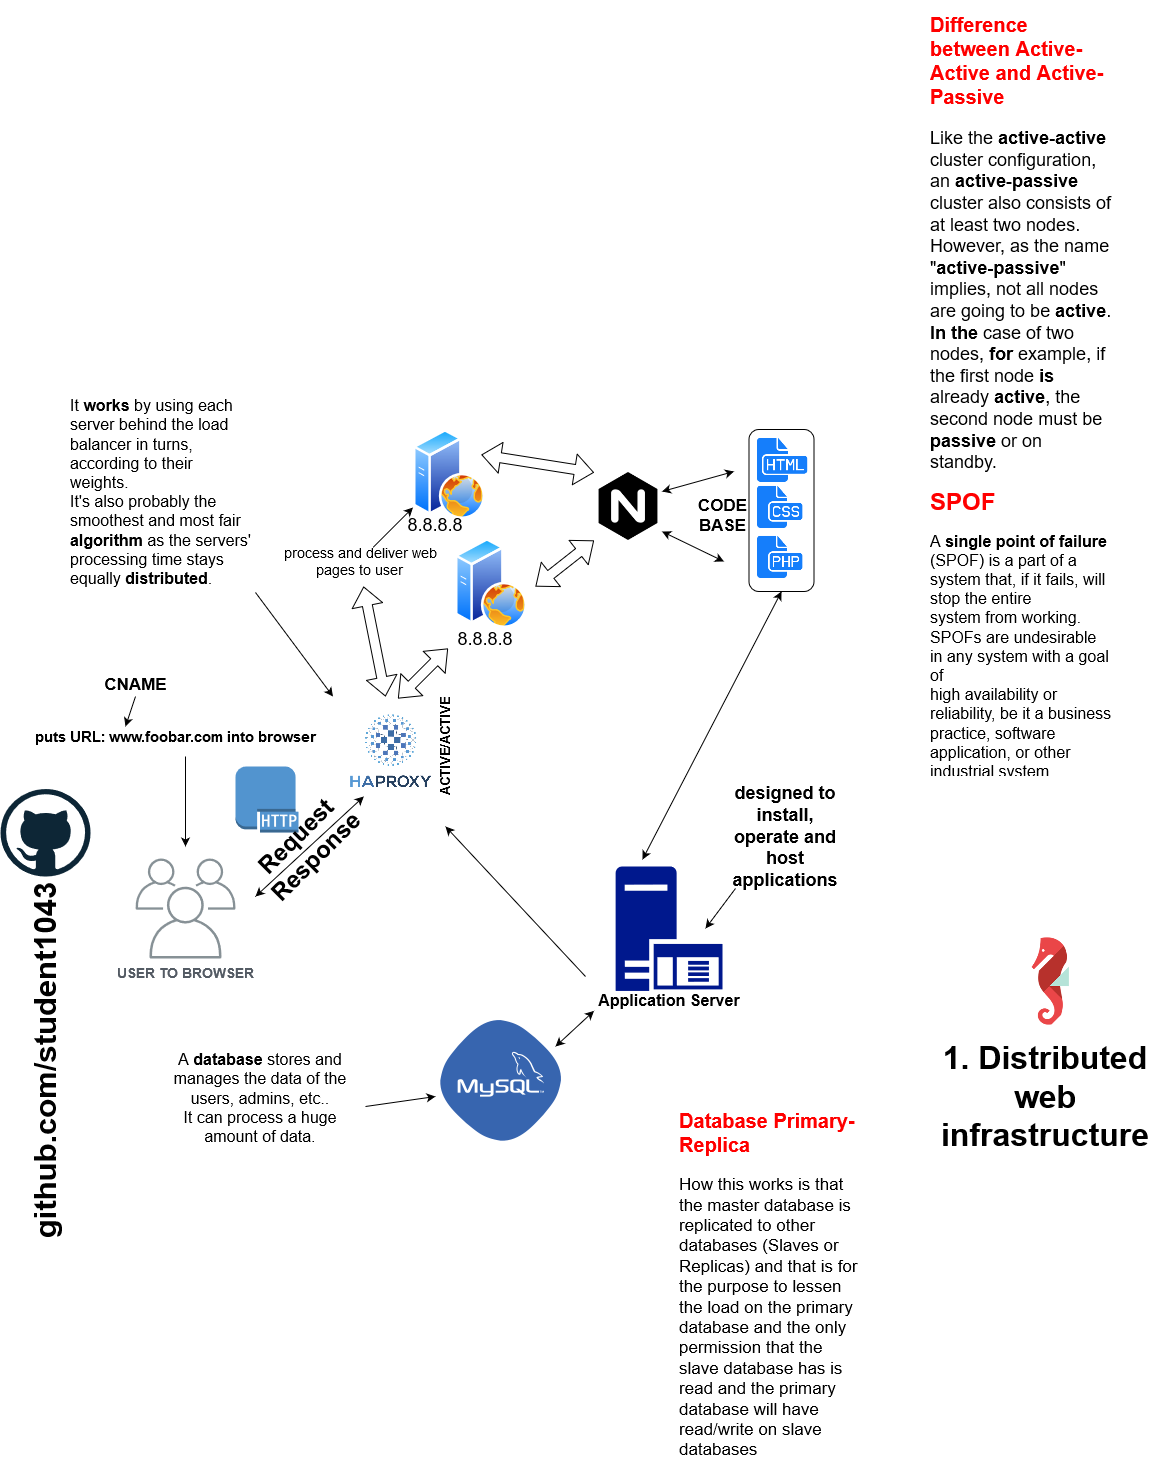 Difference
between Active-
Active and Active-
Passive
Like the active-active
cluster configuration,
an active-passive
cluster also consists of
at least two nodes.
However, as the name
"active-passive"
implies, not all nodes
are going to be active.
In the case of two
nodes, for example, if
the first node is
already active, the
second node must be
passive or on
standby.
SPOF
A single point of failure
(SPOF) is a part of a
system that, if it fails, will
stop the entire
system from working.
SPOFs are undesirable
in any system with a goal
of
high availability or
reliability, be it a business
practice, software
application, or other
industrial system
It works by using each
server behind the load
balancer in turns,
according to their
weights.
It's also probably the
smoothest and most fair
algorithm as the servers'
processing time stays
equally distributed.
8.8.8.8
process and deliver web
pages to user
8.8.8.8
N
CODE
BASE
HTML
CSS
PHP
CNAME
puts URL: www.foobar.com into browser
HAPROXY
ACTIVE/ACTIVE
HTTP
Request
Response
USER TO BROWSER
github.com/student1043
designed to
install,
operate and
host
applications
Application Server
A database stores and
manages the data of the
users, admins, etc..
It can process a huge
amount of data.
MySQL
1. Distributed
web
infrastructure
Database Primary-
Replica
How this works is that
the master database is
replicated to other
databases (Slaves or
Replicas) and that is for
the purpose to lessen
the load on the primary
database and the only
permission that the
slave database has is
read and the primary
database will have
read/write on slave
databases